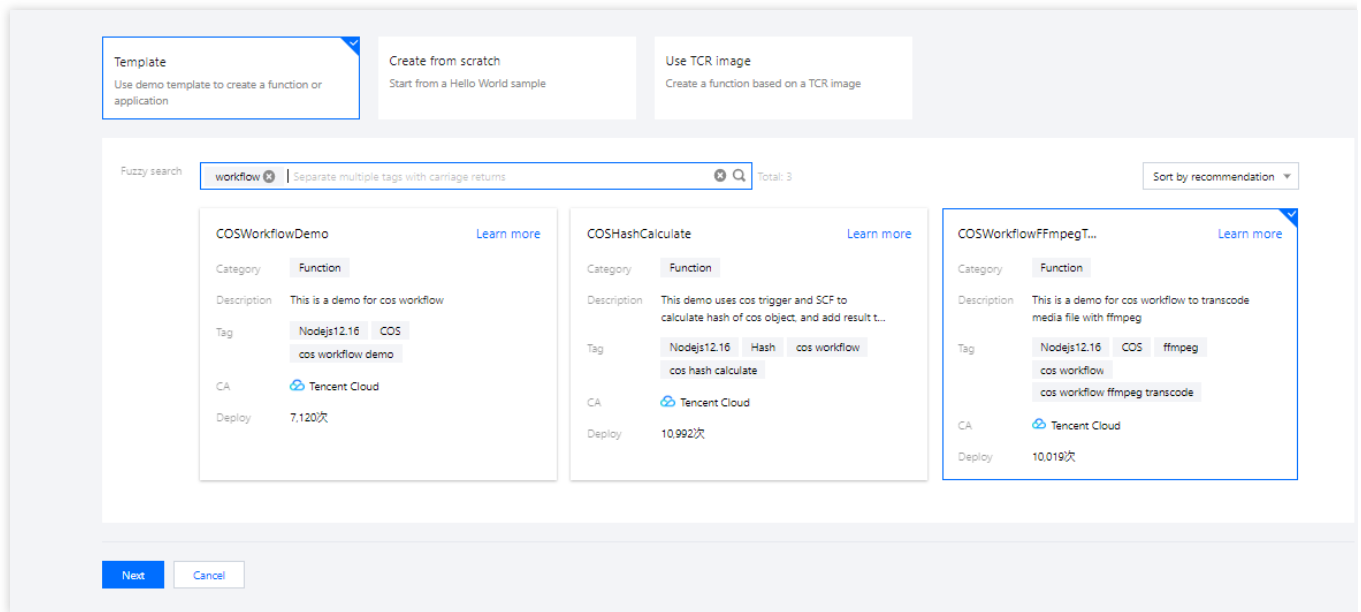 Template
Use demo template to create a function or
application
Create from scratch
Start from a Hello World sample
Use TCR image
Create a function based on a TCR image
Fuzzy search
workflow
Separate multiple tags with carriage returns
Total: 3
Sort by recommendation
COSWorkflowDemo
Learn more
Category
Function
Description
This is a demo for cos workflow
Tag
Nodejs12.16
COS
cos workflow demo
CA
Tencent Cloud
Deploy
7,120次
COSHashCalculate
Learn more
Category
Function
Description
This demo uses cos trigger and SCF to
calculate hash of cos object, and add result t...
Tag
Nodejs12.16
Hash
cos workflow
cos hash calculate
CA
Tencent Cloud
Deploy
10,992次
COSWorkflowFFmpegT...
Learn more
Category
Function
Description
This is a demo for cos workflow to transcode
media file with ffmpeg
Tag
Nodejs12.16
COS
ffmpeg
cos workflow
cos workflow ffmpeg transcode
CA
Tencent Cloud
Deploy
10,019次
Next
Cancel